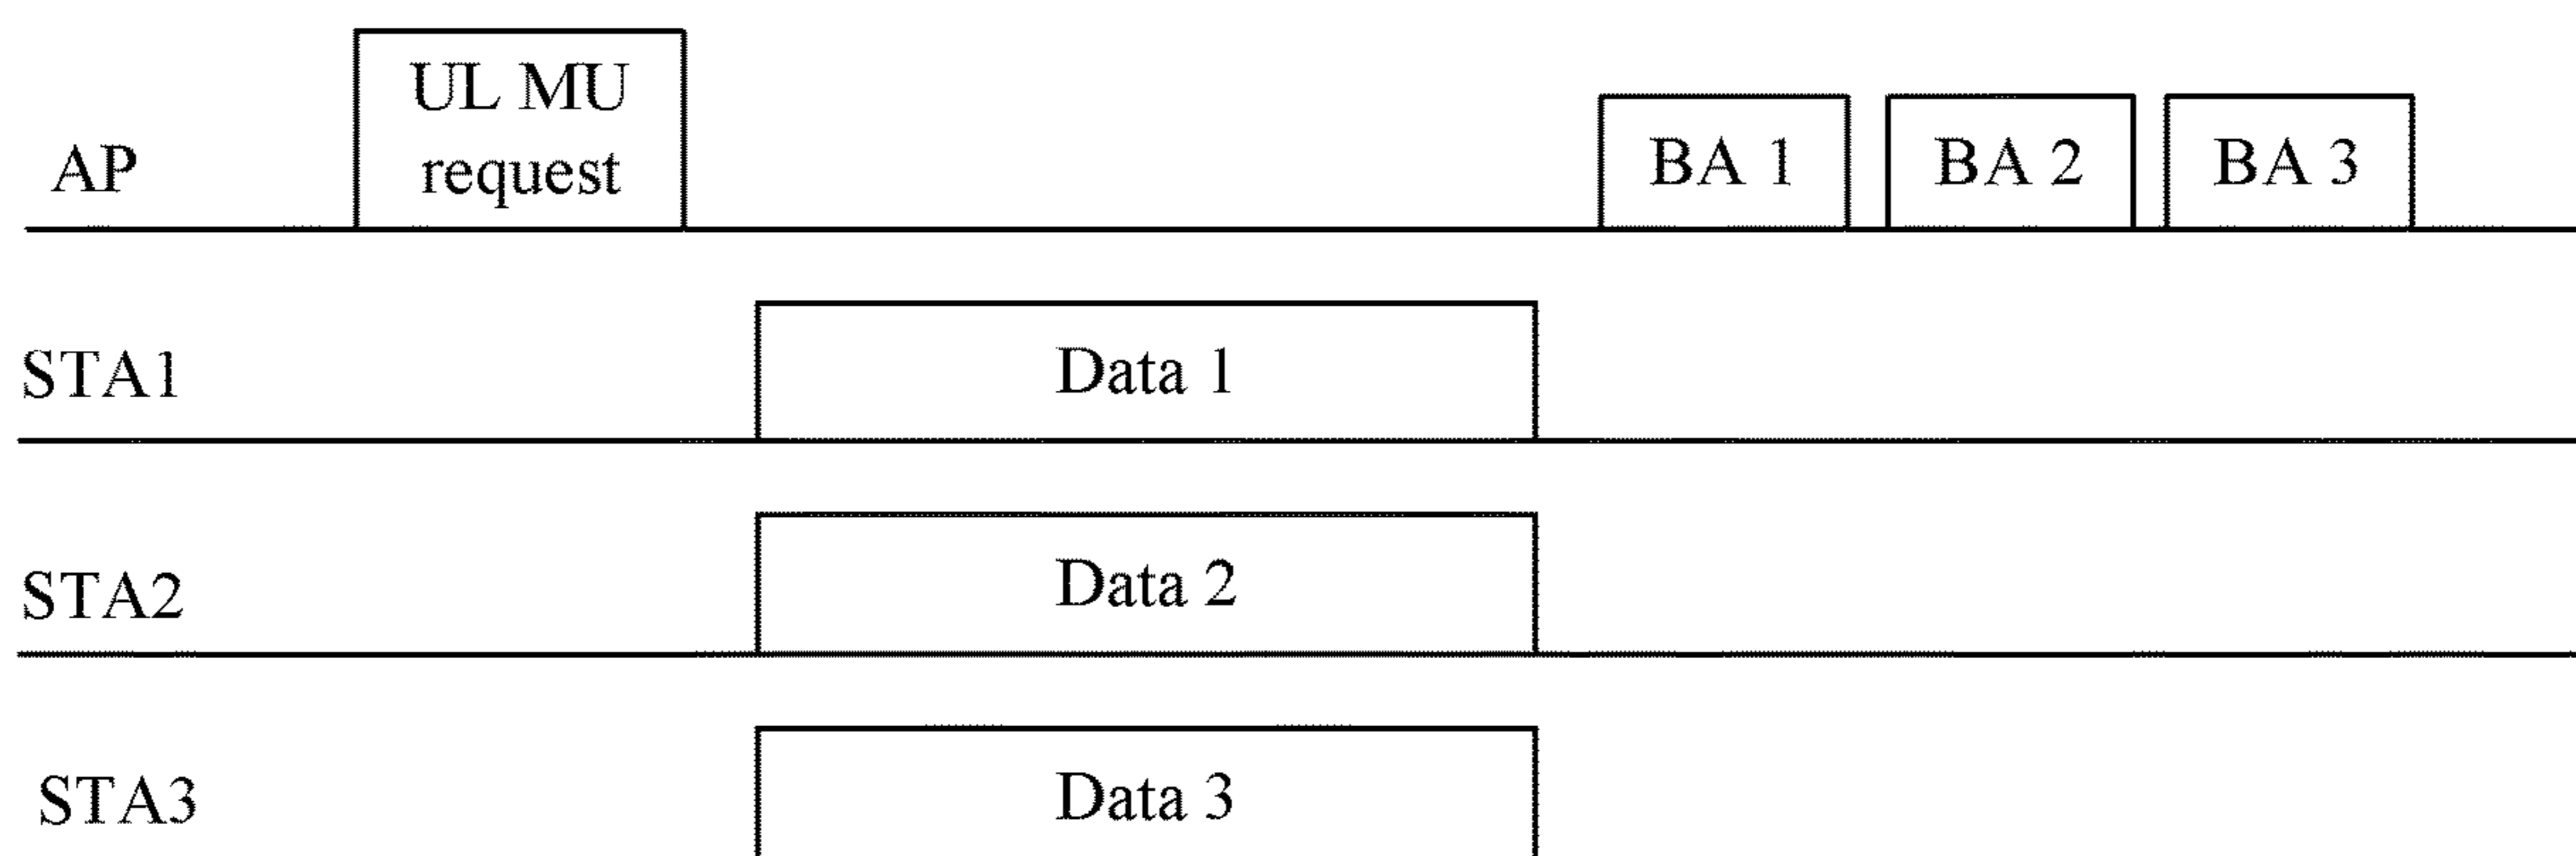 AP
UL MU
request
BA 1
BA 2
BA 3
STA1
Data 1
STA2
Data 2
STA3
Data 3